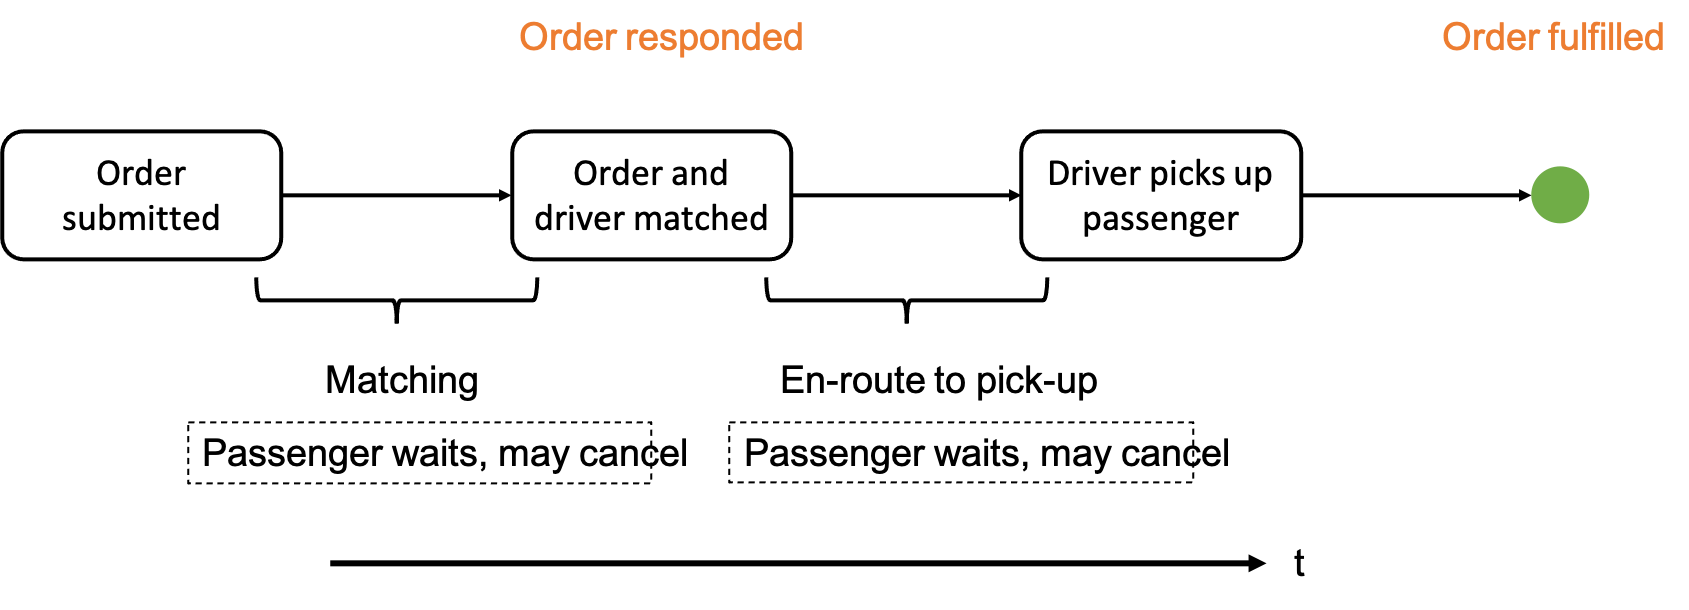 Order responded
Order fulfilled
Order
submitted
Order and
driver matched
Driver picks up
passenger
Matching
En-route to pick-up
Passenger waits, may cancel
Passenger waits, may cancel
t